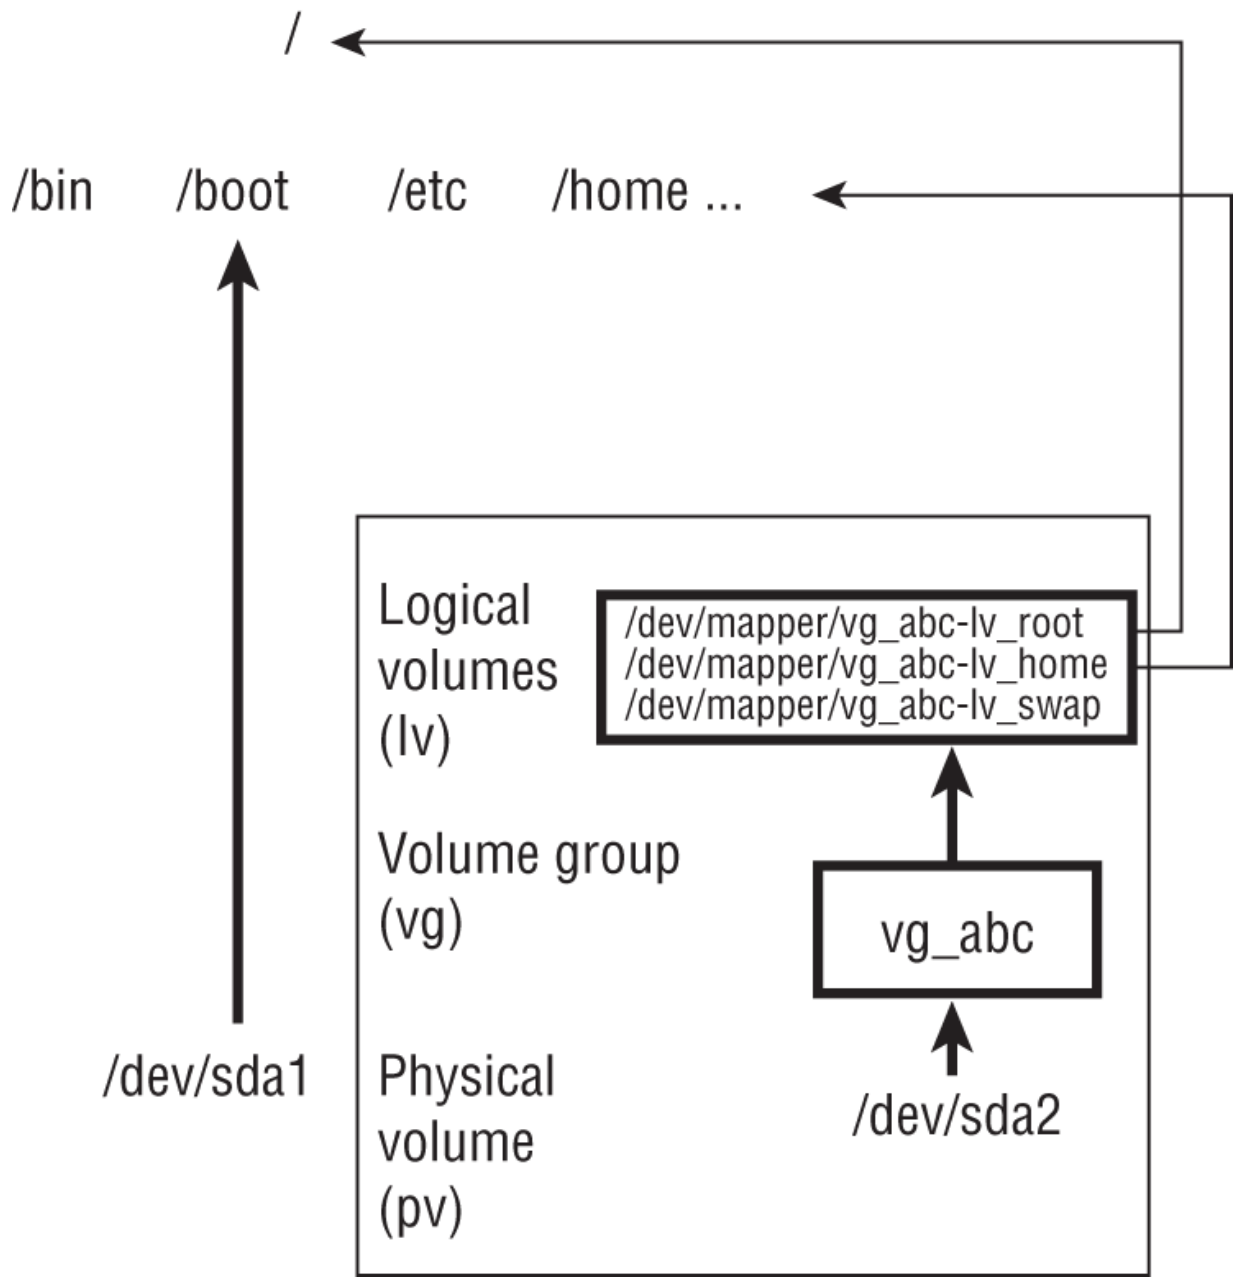 /
/bin /boot /etc /home ...
Logical
volumes
(lv)
/dev/mapper/vg_abc-lv_root
/dev/mapper/vg_abc-lv_home
/dev/mapper/vg_abc-lv_swap
Volume group
(vg)
vg_abc
/dev/sda1
Physical
volume
(pv)
/dev/sda2